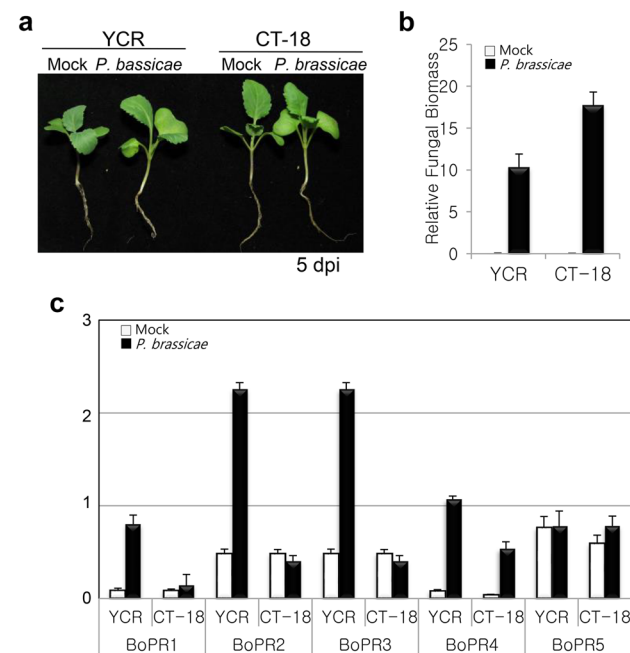 a
YCR
CT-18
Mock P. bassicae
Mock P. brassicae
5 dpi
b
Relative Fungal Biomass
25
20
15
10
5
0
Mock
P. brassicae
YCR
CT-18
c
3
2
1
0
Mock
P. brassicae
YCR CT-18 YCR CT-18 YCR CT-18 YCR CT-18 YCR CT-18
BoPR1 BoPR2 BoPR3 BoPR4 BoPR5